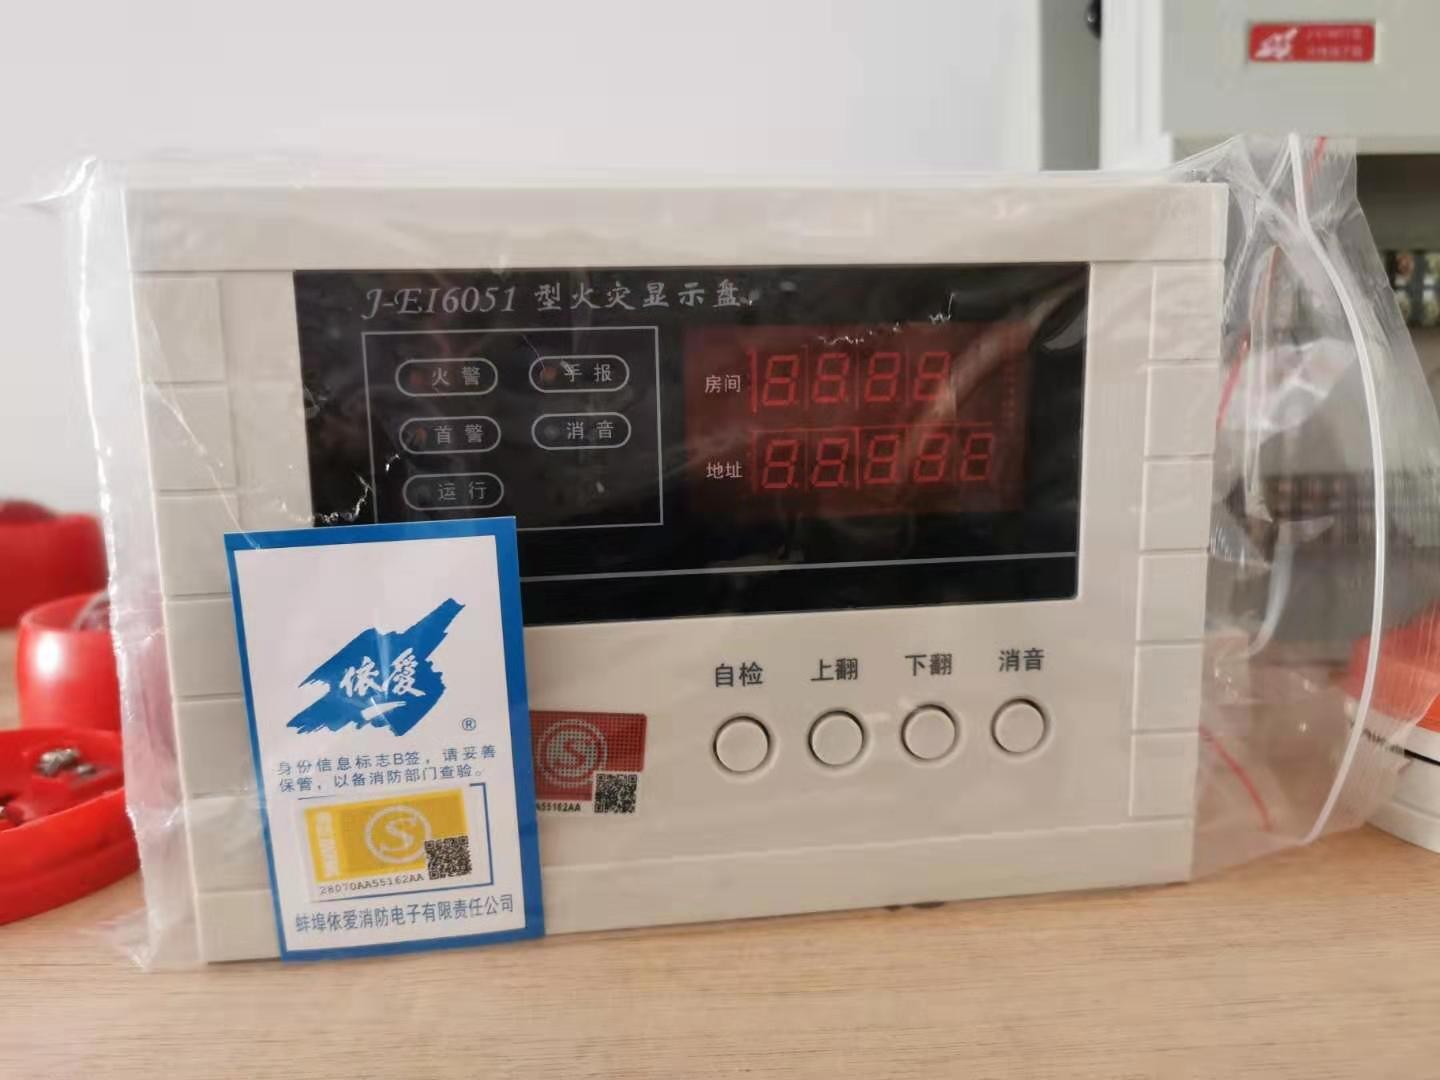 J-EI6051 型火灾显示盘
火警
手报
首警
消音
运行
房间
地址
自检
上翻
下翻
消音
依爱
®
身份信息标志B签，请妥善
保管，以备消防部门查验。
S
28070AA55162AA
蚌埠依爱消防电子有限责任公司
S
AA55162AA